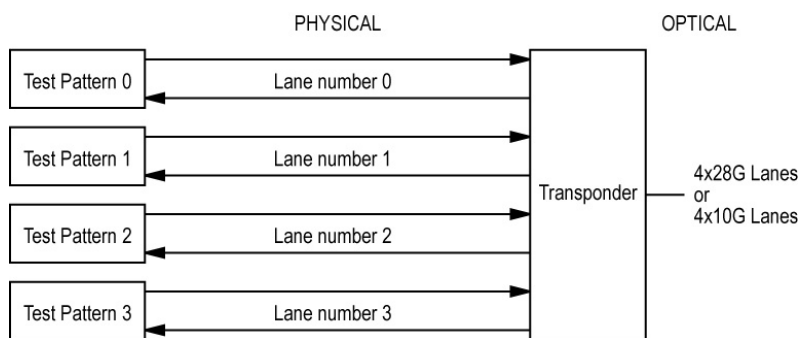 PHYSICAL
OPTICAL
Test Pattern 0
Lane number 0
Test Pattern 1
Lane number 1
Transponder
4x28G Lanes
or
4x10G Lanes
Test Pattern 2
Lane number 2
Test Pattern 3
Lane number 3